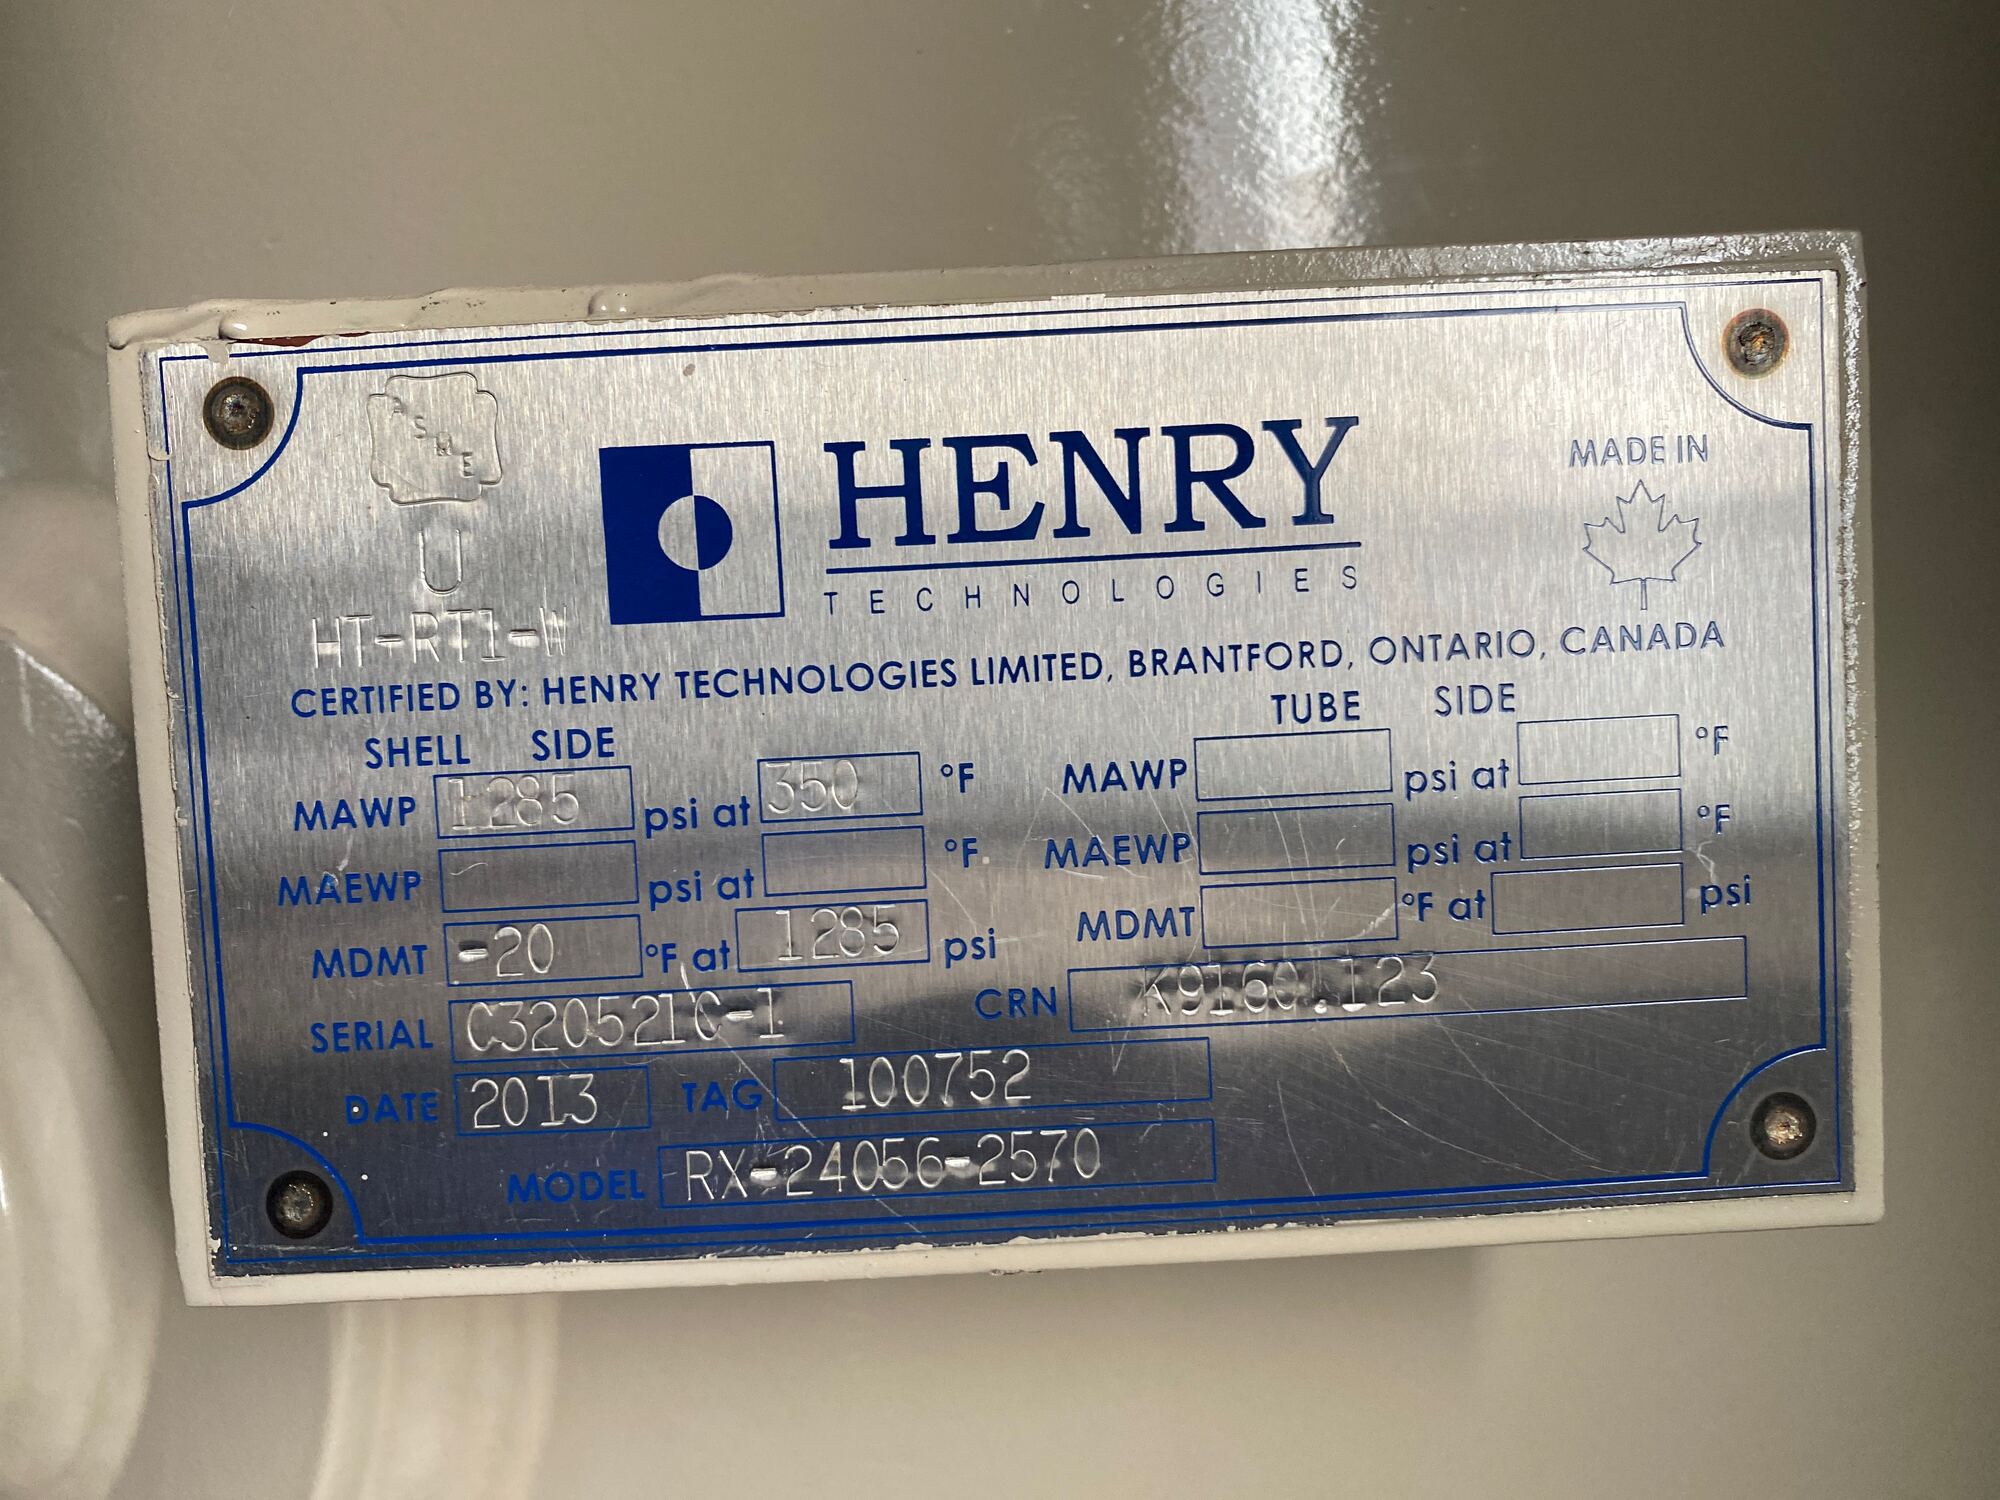 ASME
U
HT-RT1-W
HENRY
TECHNOLOGIES
MADE IN
CERTIFIED BY: HENRY TECHNOLOGIES LIMITED, BRANTFORD, ONTARIO, CANADA
SHELL SIDE
TUBE SIDE
MAWP 1285 psi at 350 °F MAWP psi at °F
MAEWP psi at °F MAEWP psi at °F
MDMT -20 °F at 1285 psi MDMT °F at psi
SERIAL C320521C-1 CRN K9160.123
DATE 2013 TAG 100752
MODEL RX-24056-2570